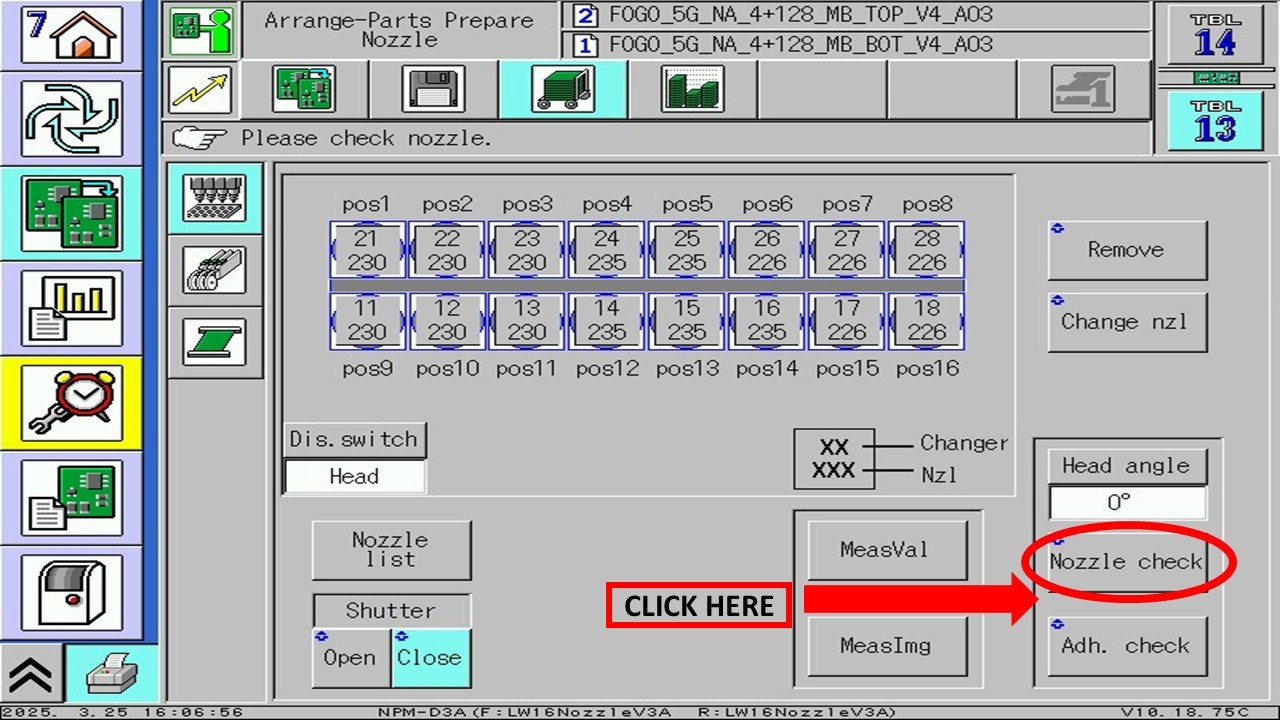 7
Arrange-Parts Prepare
Nozzle
2 FOGO_5G_NA_4+128_MB_TOP_V4_A03
1 FOGO_5G_NA_4+128_MB_BOT_V4_A03
TBL
14
TBL
13
Please check nozzle.
pos1 pos2 pos3 pos4 pos5 pos6 pos7 pos8
21 22 23 24 25 26 27 28
230 230 230 235 235 226 226 226
11 12 13 14 15 16 17 18
230 230 230 235 235 235 226 226
pos9 pos10 pos11 pos12 pos13 pos14 pos15 pos16
Remove
Change nzl
Dis.switch
Head
XX Changer
XXX Nzl
Head angle
0°
Nozzle
list
MeasVal
Nozzle check
CLICK HERE
Shutter
Open Close
MeasImg
Adh. check
2025. 3.25 16:06:56 NPM-D3A(F:LW16NozzleV3A R:LW16NozzleV3A) V10.18.75C